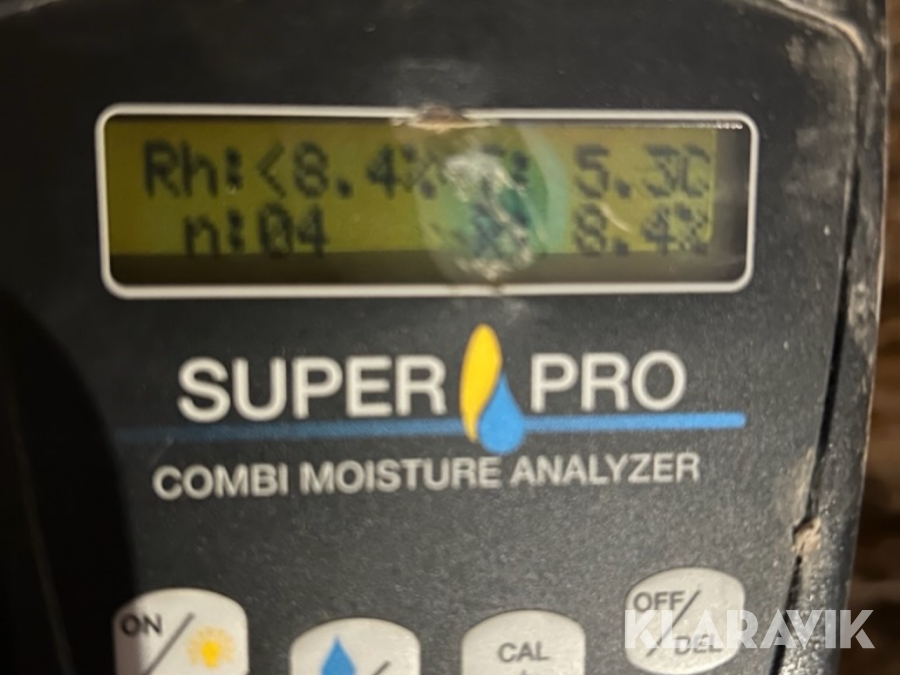 Rh:<8.4% : 5.3C
n:04 8.4%
SUPER PRO
COMBI MOISTURE ANALYZER
ON/
CAL
OFF/DEL
KLARAVIK